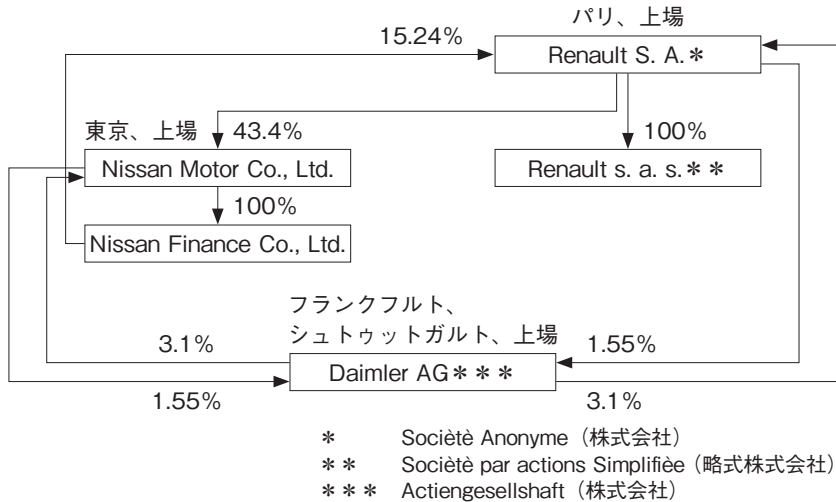 パリ、上場
15.24%
Renault S. A.＊
東京、上場 43.4%
100%
Nissan Motor Co., Ltd.
Renault s. a. s.＊＊
100%
Nissan Finance Co., Ltd.
フランクフルト、
シュトゥットガルト、上場
3.1%
1.55%
Daimler AG＊＊＊
1.55%
3.1%
＊ Sociètè Anonyme（株式会社）
＊＊ Sociètè par actions Simplifièe（略式株式会社）
＊＊＊ Actiengesellshaft（株式会社）